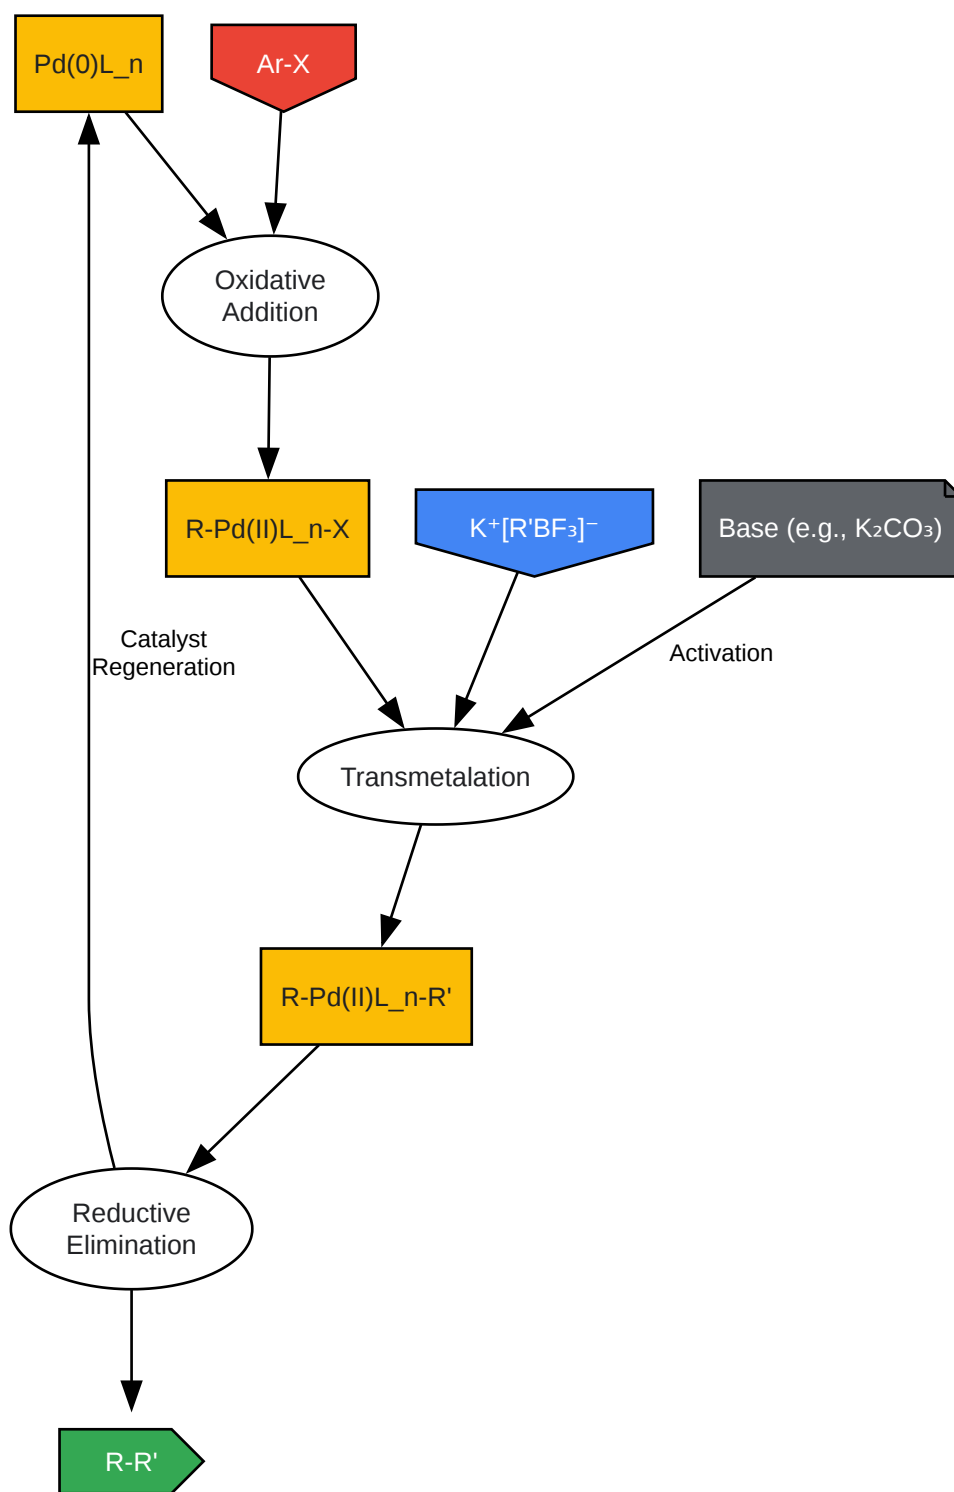 Pd(0)L_n
Ar-X
Oxidative
Addition
R-Pd(II)L_n-X
K⁺[R'BF₃]⁻
Base (e.g., K₂CO₃)
Catalyst
Regeneration
Activation
Transmetalation
R-Pd(II)L_n-R'
Reductive
Elimination
R-R'